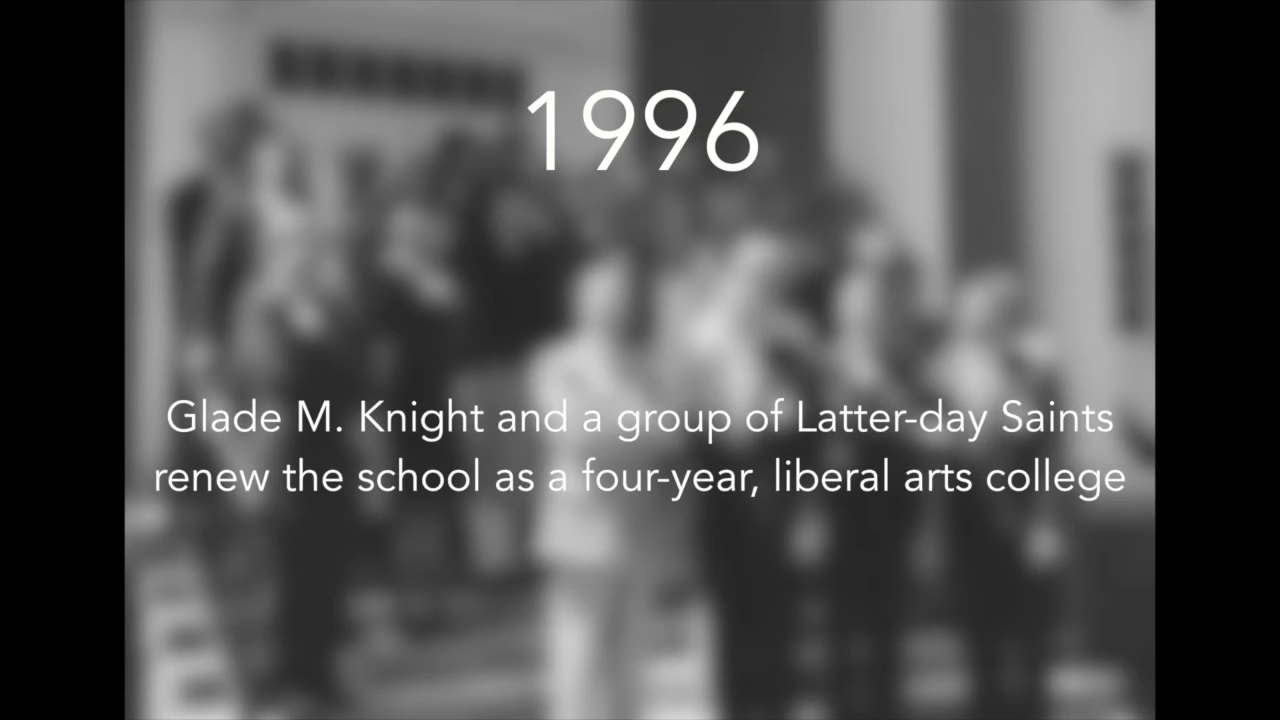 1996
Glade M. Knight and a group of Latter-day Saints
renew the school as a four-year, liberal arts college